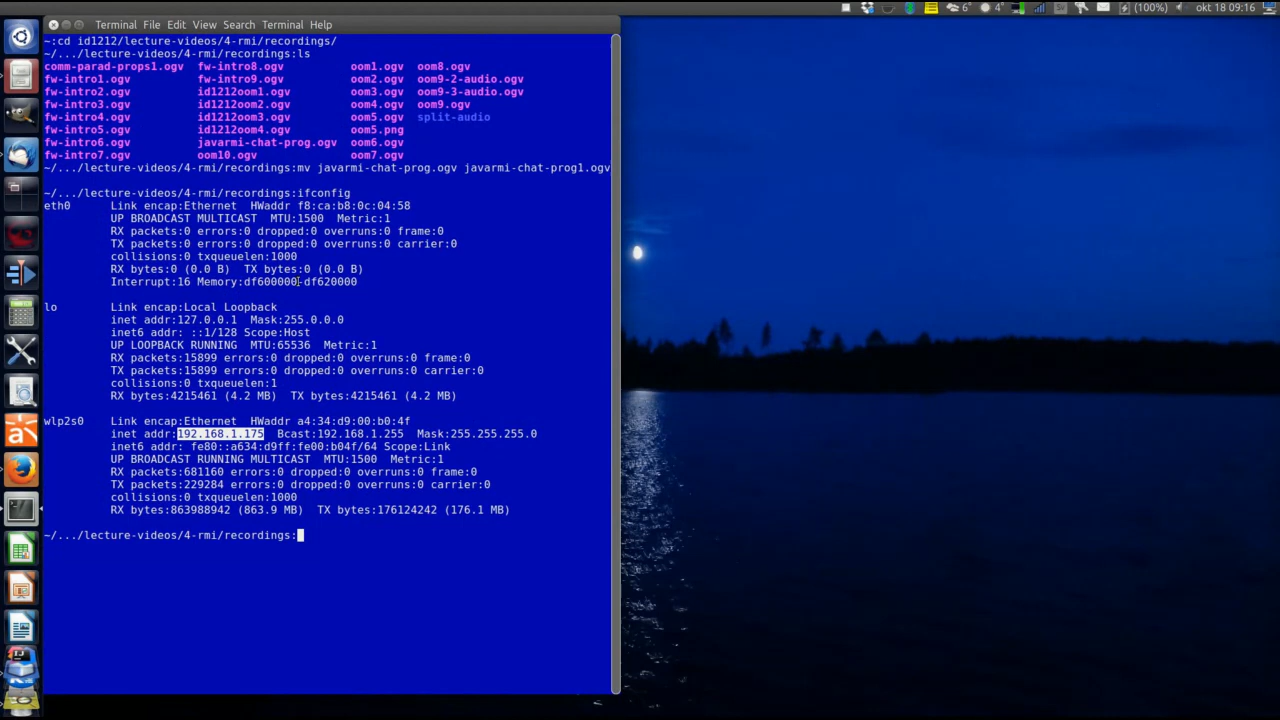 Terminal File Edit View Search Terminal Help
6° 4° (100%) okt 18 09:16
~:cd id1212/lecture-videos/4-rmi/recordings/
~/.../lecture-videos/4-rmi/recordings:ls
comm-parad-props1.ogv fw-intro8.ogv oom1.ogv oom8.ogv
fw-intro1.ogv fw-intro9.ogv oom2.ogv oom9-2-audio.ogv
fw-intro2.ogv id1212oom1.ogv oom3.ogv oom9-3-audio.ogv
fw-intro3.ogv id1212oom2.ogv oom4.ogv oom9.ogv
fw-intro4.ogv id1212oom3.ogv oom5.ogv split-audio
fw-intro5.ogv id1212oom4.ogv oom5.png
fw-intro6.ogv javarmi-chat-prog.ogv oom6.ogv
fw-intro7.ogv oom10.ogv oom7.ogv
~/.../lecture-videos/4-rmi/recordings:mv javarmi-chat-prog.ogv javarmi-chat-prog1.ogv
~/.../lecture-videos/4-rmi/recordings:ifconfig
eth0 Link encap:Ethernet HWaddr f8:ca:b8:0c:04:58
UP BROADCAST MULTICAST MTU:1500 Metric:1
RX packets:0 errors:0 dropped:0 overruns:0 frame:0
TX packets:0 errors:0 dropped:0 overruns:0 carrier:0
collisions:0 txqueuelen:1000
RX bytes:0 (0.0 B) TX bytes:0 (0.0 B)
Interrupt:16 Memory:df600000-df620000
lo Link encap:Local Loopback
inet addr:127.0.0.1 Mask:255.0.0.0
inet6 addr: ::1/128 Scope:Host
UP LOOPBACK RUNNING MTU:65536 Metric:1
RX packets:15899 errors:0 dropped:0 overruns:0 frame:0
TX packets:15899 errors:0 dropped:0 overruns:0 carrier:0
collisions:0 txqueuelen:1
RX bytes:4215461 (4.2 MB) TX bytes:4215461 (4.2 MB)
wlp2s0 Link encap:Ethernet HWaddr a4:34:d9:00:b0:4f
inet addr:192.168.1.175 Bcast:192.168.1.255 Mask:255.255.255.0
inet6 addr: fe80::a634:d9ff:fe00:b04f/64 Scope:Link
UP BROADCAST RUNNING MULTICAST MTU:1500 Metric:1
RX packets:681160 errors:0 dropped:0 overruns:0 frame:0
TX packets:229284 errors:0 dropped:0 overruns:0 carrier:0
collisions:0 txqueuelen:1000
RX bytes:863988942 (863.9 MB) TX bytes:176124242 (176.1 MB)
~/.../lecture-videos/4-rmi/recordings: